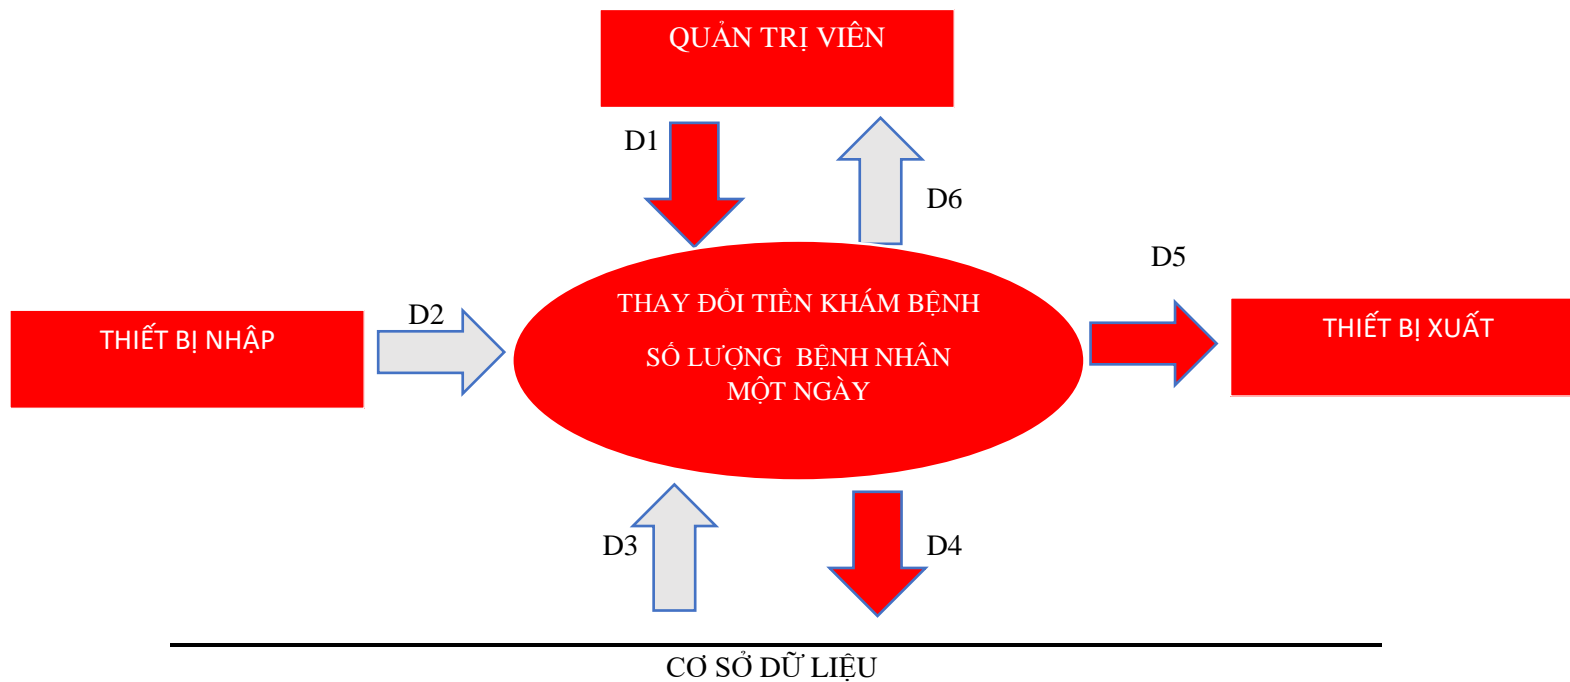 QUẢN TRỊ VIÊN
D1
D6
D5
THAY ĐỔI TIỀN KHÁM BỆNH
D2
THIẾT BỊ NHẬP
THIẾT BỊ XUẤT
SỐ LƯỢNG BỆNH NHÂN
MỘT NGÀY
D3
D4
CƠ SỞ DỮ LIỆU